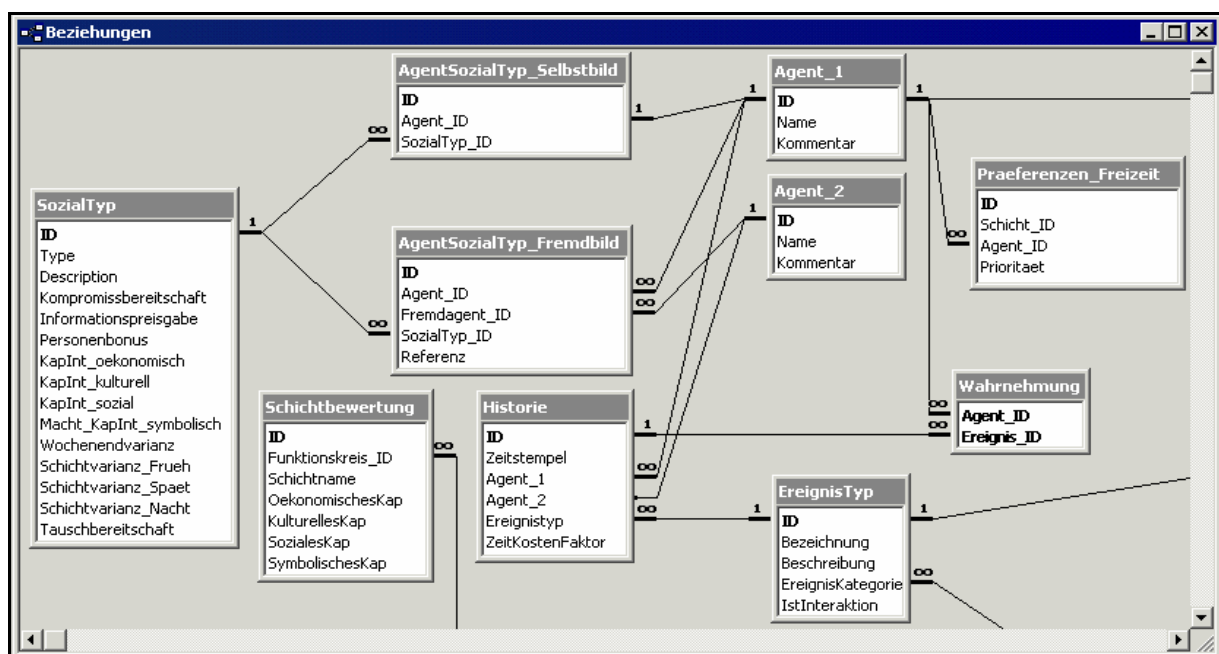 Beziehungen
AgentSozialTyp_Selbstbild
ID
Agent_ID
SozialTyp_ID
1
∞
Agent_1
ID
Name
Kommentar
1
1
Agent_2
ID
Name
Kommentar
1
Praeferenzen_Freizeit
ID
Schicht_ID
Agent_ID
Prioritaet
∞
SozialTyp
ID
Type
Description
Kompromissbereitschaft
Informationspreisgabe
Personenbonus
KapInt_oekonomisch
KapInt_kulturell
KapInt_sozial
Macht_KapInt_symbolisch
Wochenendvarianz
Schichtvarianz_Frueh
Schichtvarianz_Spaet
Schichtvarianz_Nacht
Tauschbereitschaft
1
AgentSozialTyp_Fremdbild
ID
Agent_ID
Fremdagent_ID
SozialTyp_ID
Referenz
∞
∞
∞
Schichtbewertung
ID
Funktionskreis_ID
Schichtname
OekonomischesKap
KulturellesKap
SozialesKap
SymbolischesKap
∞
Historie
ID
Zeitstempel
Agent_1
Agent_2
Ereignistyp
ZeitKostenFaktor
1
∞
∞
Wahrnehmung
Agent_ID
Ereignis_ID
∞
∞
EreignisTyp
ID
Bezeichnung
Beschreibung
EreignisKategorie
IstInteraktion
1
1
∞